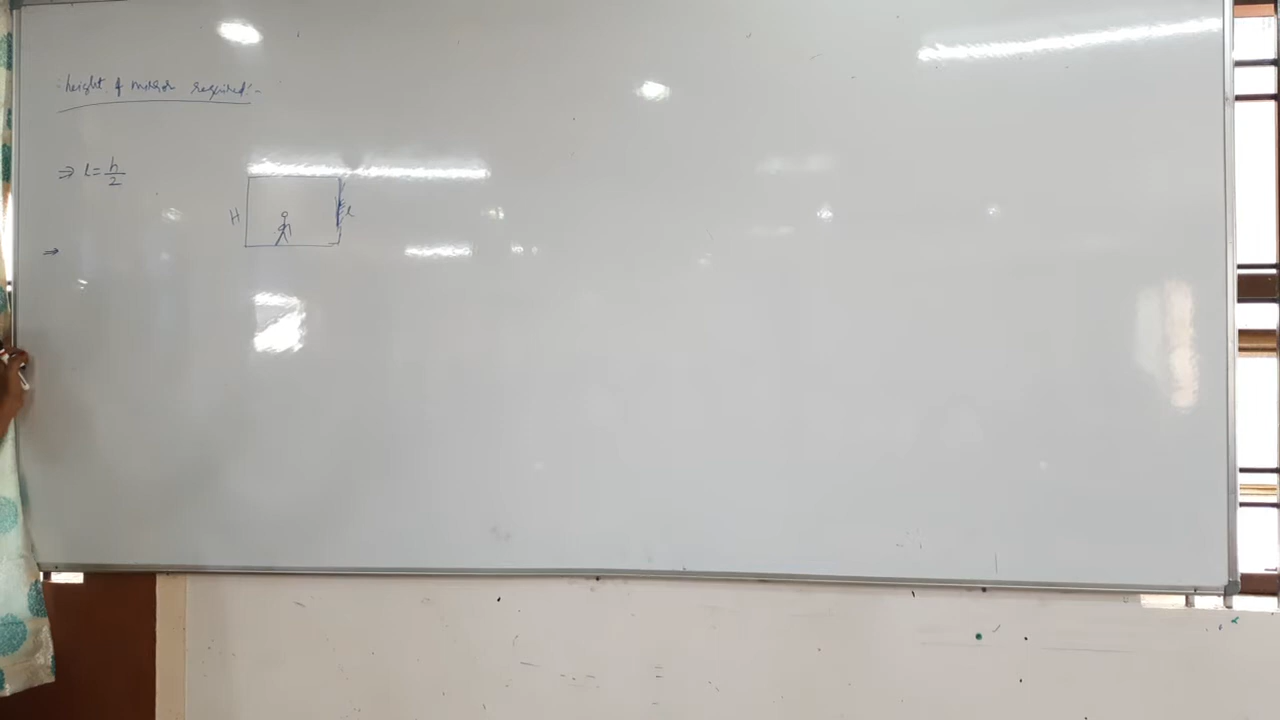 height of mirror required:-
⇒ l = h/2
H
l
⇒